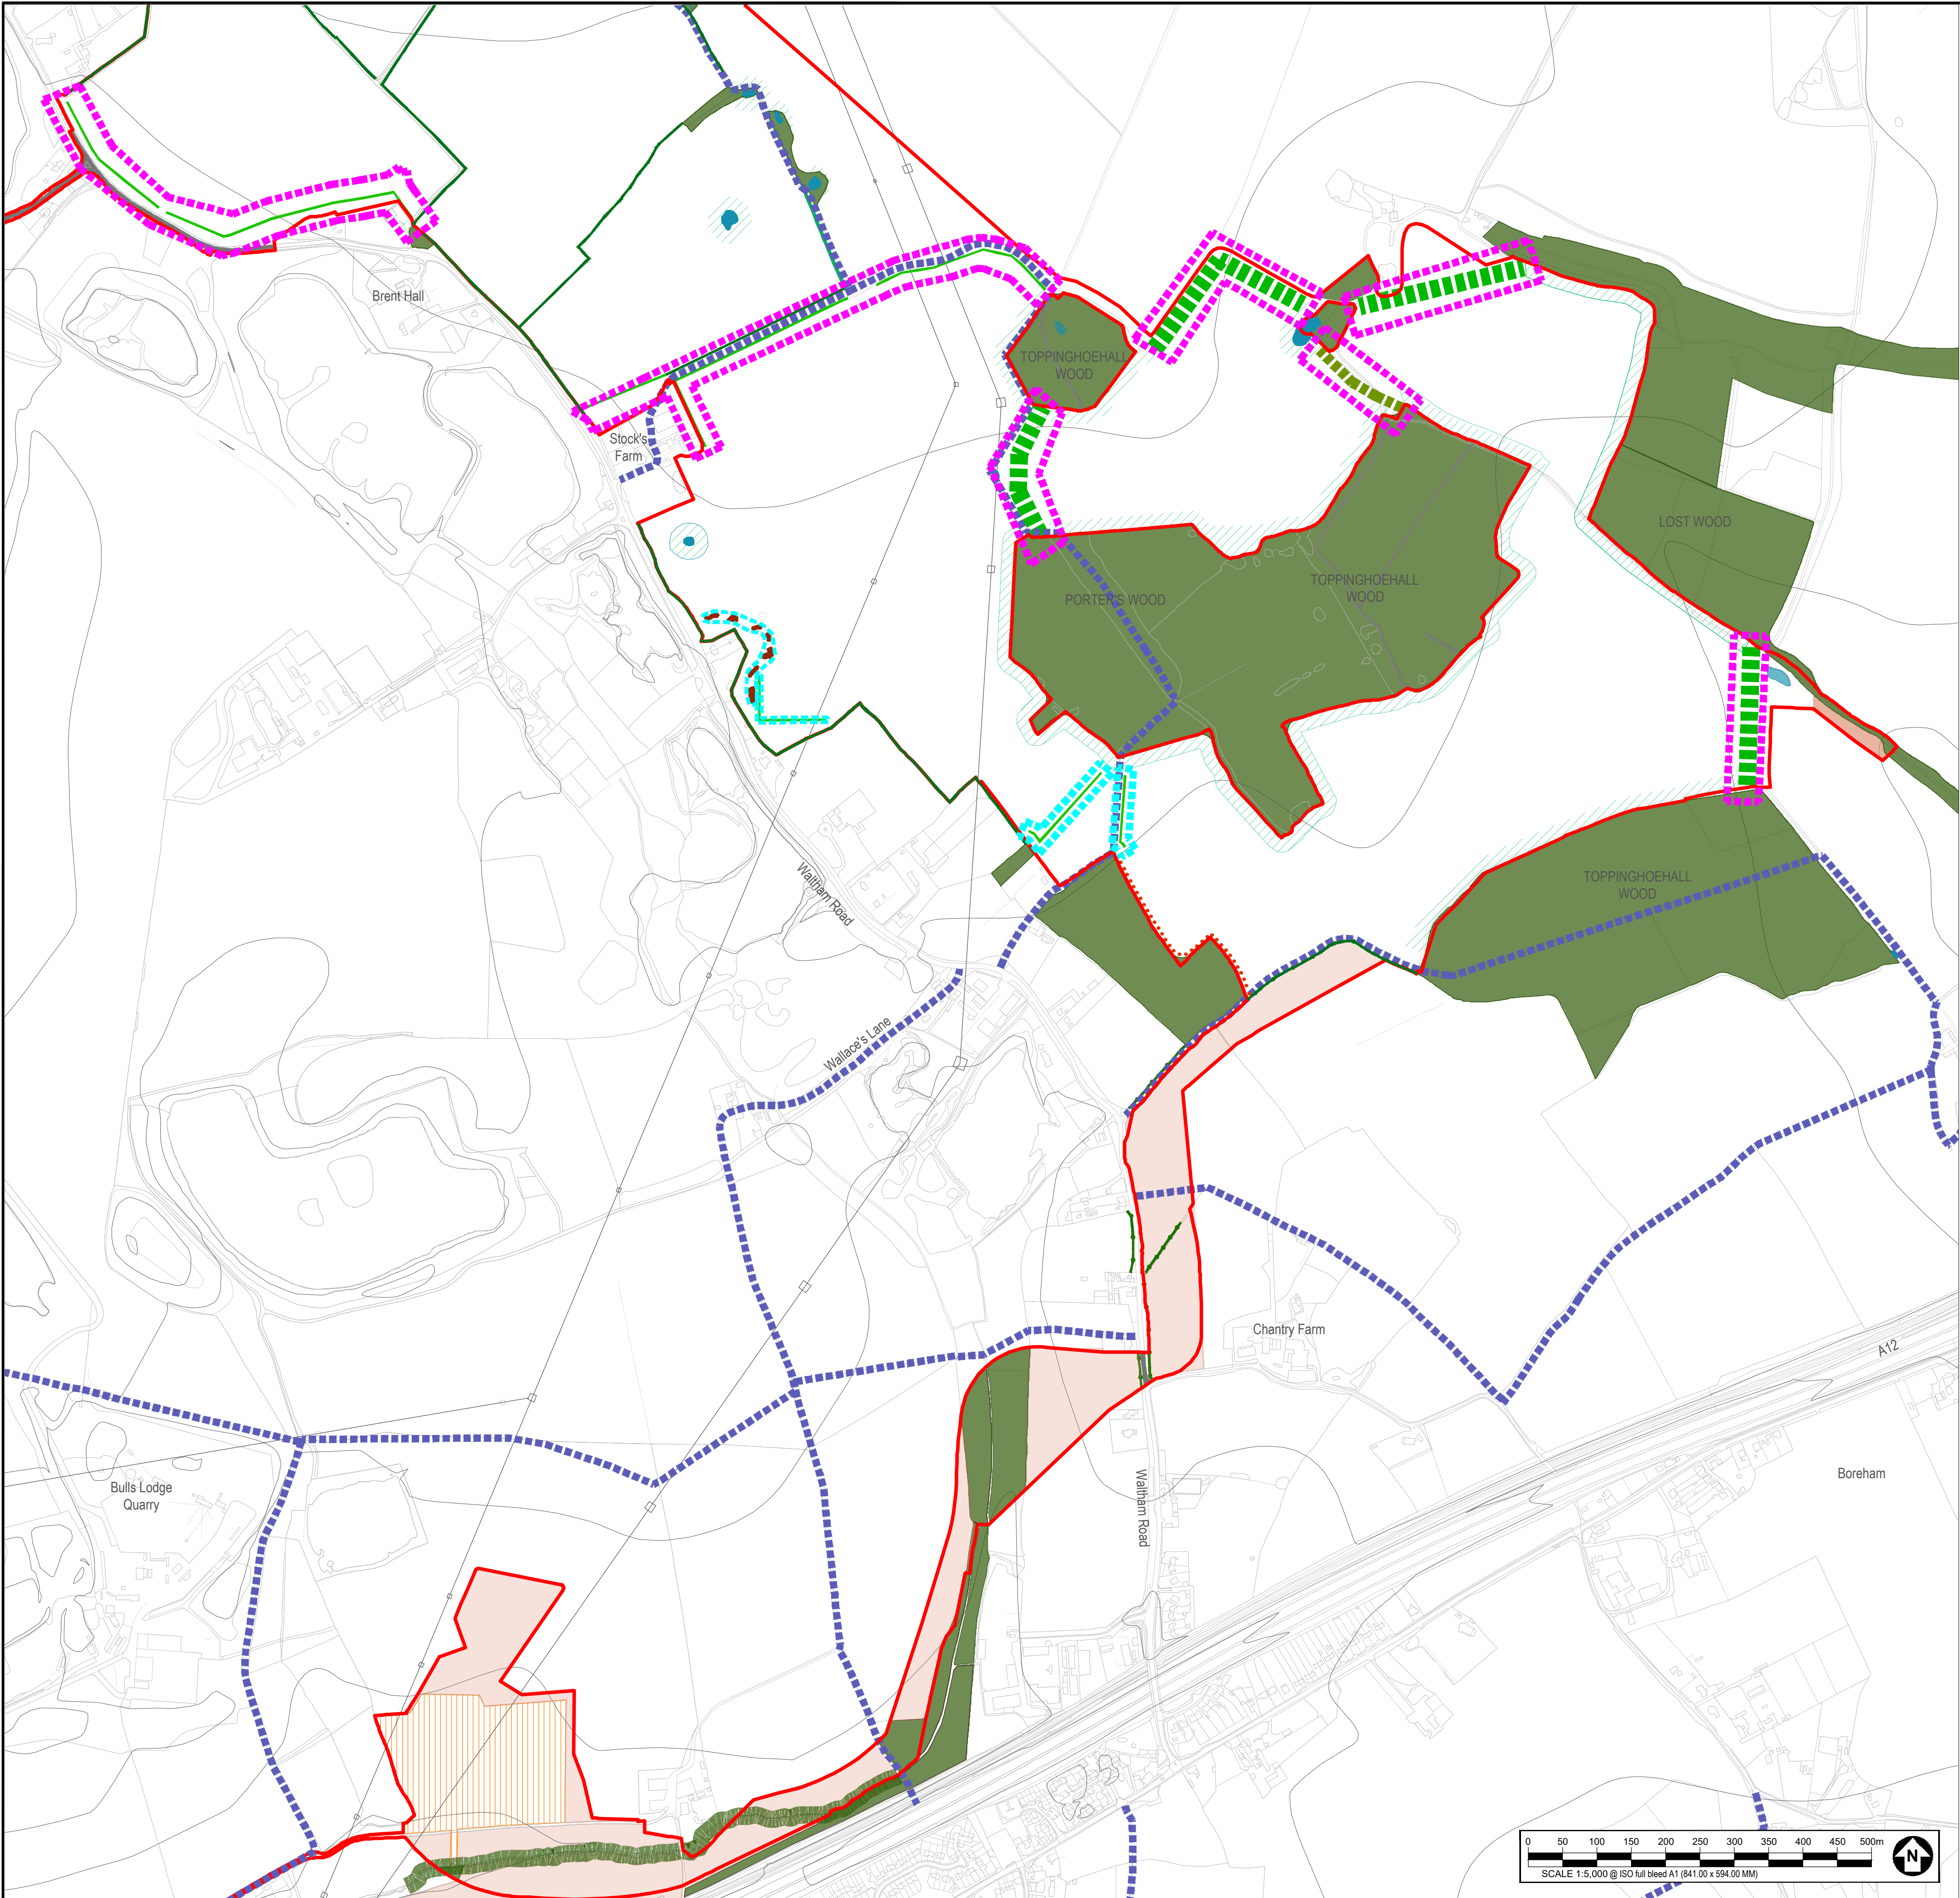 Brent Hall
TOPPINGHOEHALL
WOOD
Stock's
Farm
LOST WOOD
TOPPINGHOEHALL
WOOD
PORTER'S WOOD
Waltham Road
TOPPINGHOEHALL
WOOD
Wallace's Lane
Chantry Farm
A12
Bulls Lodge
Quarry
Waltham Road
Boreham
0 50 100 150 200 250 300 350 400 450 500m
N
SCALE 1:5,000 @ ISO full bleed A1 (841.00 x 594.00 MM)